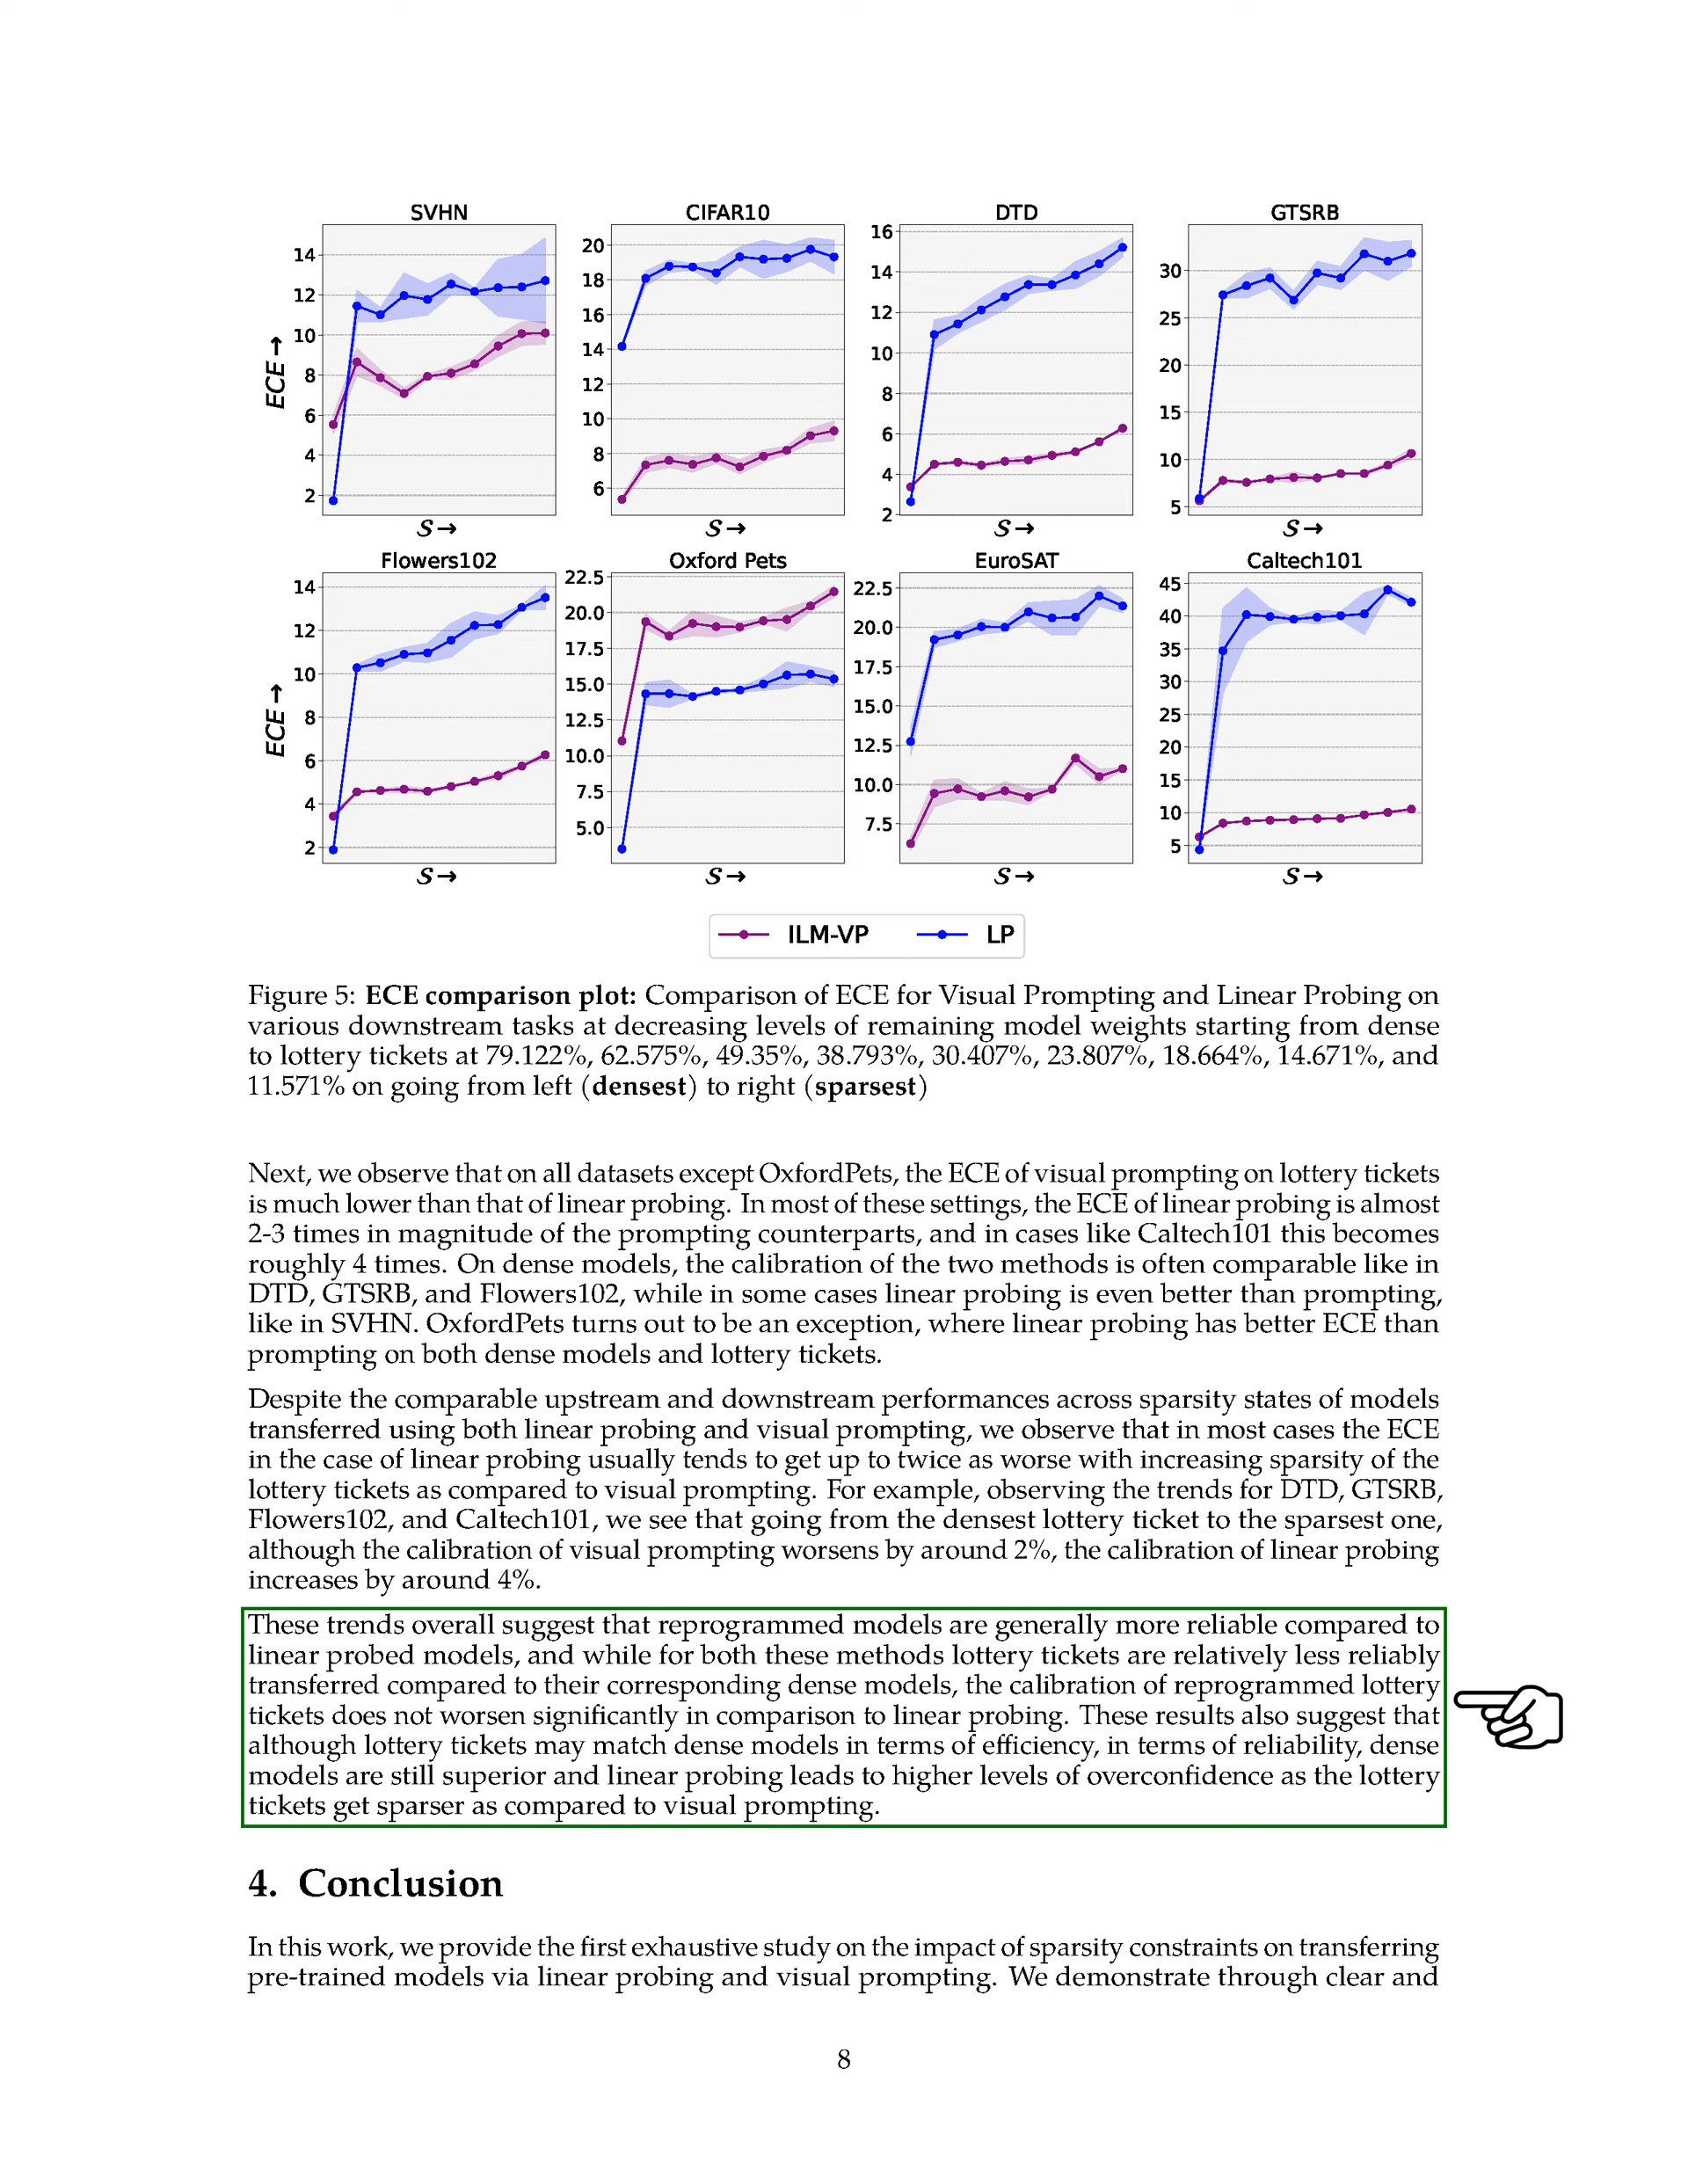 SVHN CIFAR10 DTD GTSRB
14
12
10
8
6
4
2
ECE →
S →
20
18
16
14
12
10
8
6
S →
16
14
12
10
8
6
4
2
S →
30
25
20
15
10
5
S →
Flowers102 Oxford Pets EuroSAT Caltech101
14
12
10
8
6
4
2
ECE →
S →
22.5
20.0
17.5
15.0
12.5
10.0
7.5
5.0
S →
22.5
20.0
17.5
15.0
12.5
10.0
7.5
S →
45
40
35
30
25
20
15
10
5
S →
ILM-VP LP
Figure 5: ECE comparison plot: Comparison of ECE for Visual Prompting and Linear Probing on
various downstream tasks at decreasing levels of remaining model weights starting from dense
to lottery tickets at 79.122%, 62.575%, 49.35%, 38.793%, 30.407%, 23.807%, 18.664%, 14.671%, and
11.571% on going from left (densest) to right (sparsest)
Next, we observe that on all datasets except OxfordPets, the ECE of visual prompting on lottery tickets
is much lower than that of linear probing. In most of these settings, the ECE of linear probing is almost
2-3 times in magnitude of the prompting counterparts, and in cases like Caltech101 this becomes
roughly 4 times. On dense models, the calibration of the two methods is often comparable like in
DTD, GTSRB, and Flowers102, while in some cases linear probing is even better than prompting,
like in SVHN. OxfordPets turns out to be an exception, where linear probing has better ECE than
prompting on both dense models and lottery tickets.
Despite the comparable upstream and downstream performances across sparsity states of models
transferred using both linear probing and visual prompting, we observe that in most cases the ECE
in the case of linear probing usually tends to get up to twice as worse with increasing sparsity of the
lottery tickets as compared to visual prompting. For example, observing the trends for DTD, GTSRB,
Flowers102, and Caltech101, we see that going from the densest lottery ticket to the sparsest one,
although the calibration of visual prompting worsens by around 2%, the calibration of linear probing
increases by around 4%.
These trends overall suggest that reprogrammed models are generally more reliable compared to
linear probed models, and while for both these methods lottery tickets are relatively less reliably
transferred compared to their corresponding dense models, the calibration of reprogrammed lottery
tickets does not worsen significantly in comparison to linear probing. These results also suggest that
although lottery tickets may match dense models in terms of efficiency, in terms of reliability, dense
models are still superior and linear probing leads to higher levels of overconfidence as the lottery
tickets get sparser as compared to visual prompting.
4. Conclusion
In this work, we provide the first exhaustive study on the impact of sparsity constraints on transferring
pre-trained models via linear probing and visual prompting. We demonstrate through clear and
8